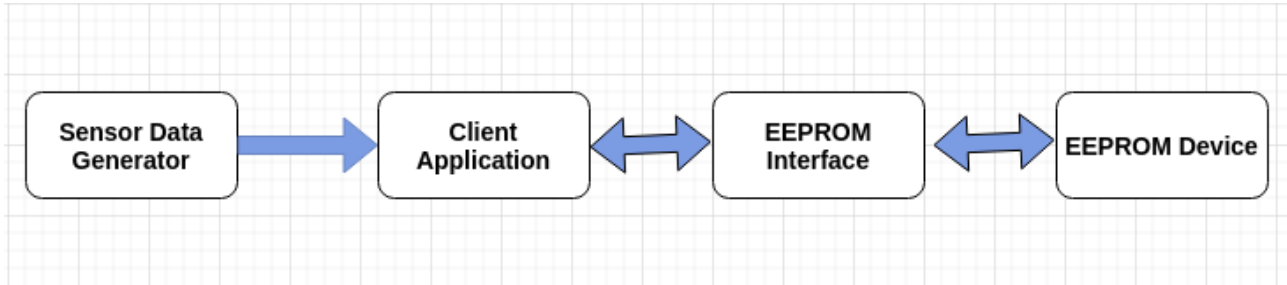 Sensor Data
Generator
Client
Application
EEPROM
Interface
EEPROM Device